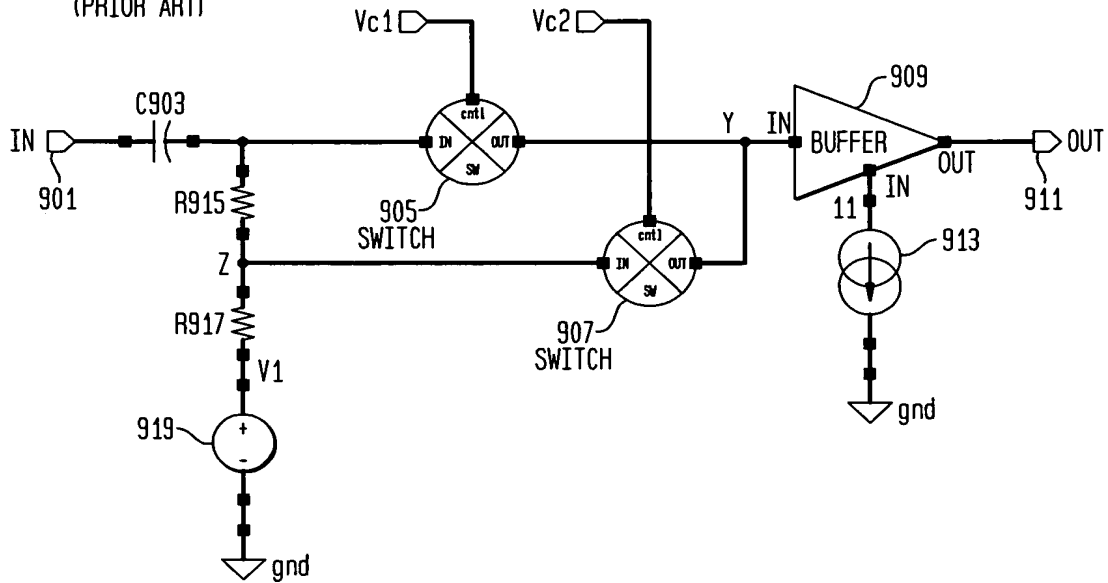 (PRIOR ART)
Vc1
Vc2
909
C903
cntl
Y
IN
IN
IN
OUT
SW
BUFFER
OUT
OUT
901
R915
905
SWITCH
IN
911
11
cntl
913
Z
IN
OUT
SW
R917
907
SWITCH
V1
gnd
919
+
-
gnd